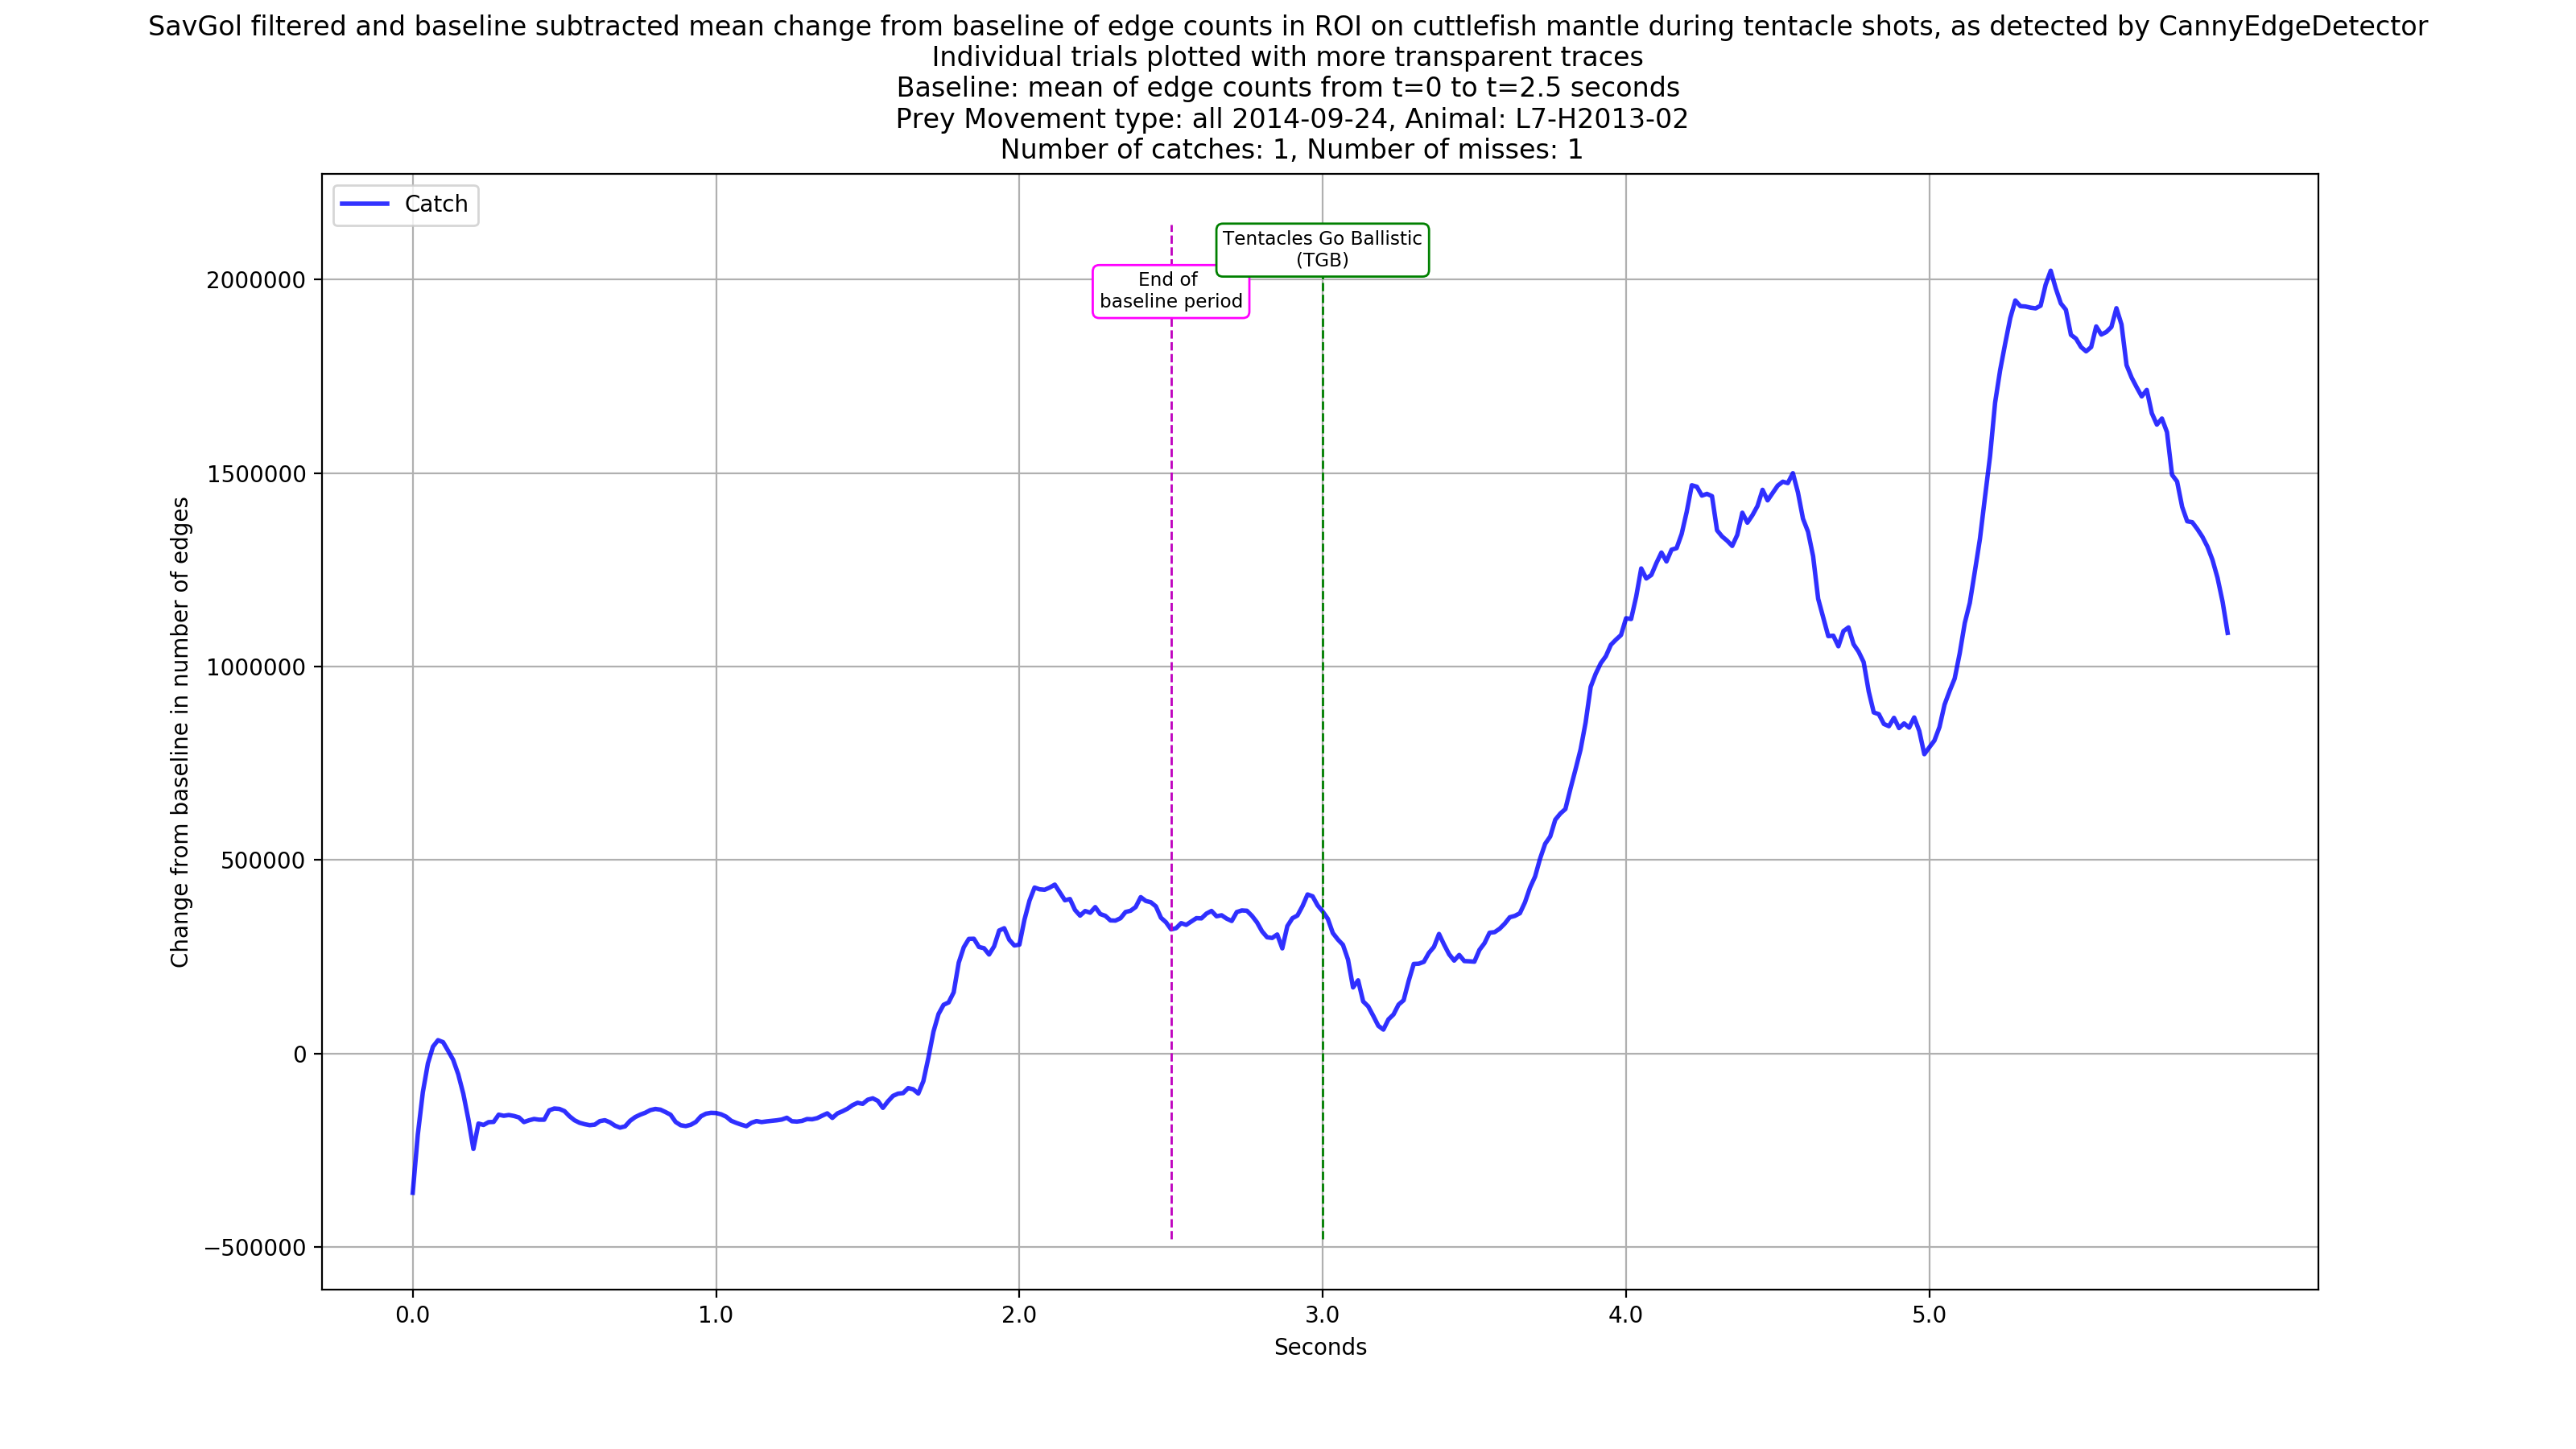 SavGol filtered and baseline subtracted mean change from baseline of edge counts in ROI on cuttlefish mantle during tentacle shots, as detected by CannyEdgeDetector
Individual trials plotted with more transparent traces
Baseline: mean of edge counts from t=0 to t=2.5 seconds
Prey Movement type: all 2014-09-24, Animal: L7-H2013-02
Number of catches: 1, Number of misses: 1
Catch
Tentacles Go Ballistic
(TGB)
End of
baseline period
Change from baseline in number of edges
2000000
1500000
1000000
500000
0
−500000
0.0 1.0 2.0 3.0 4.0 5.0
Seconds